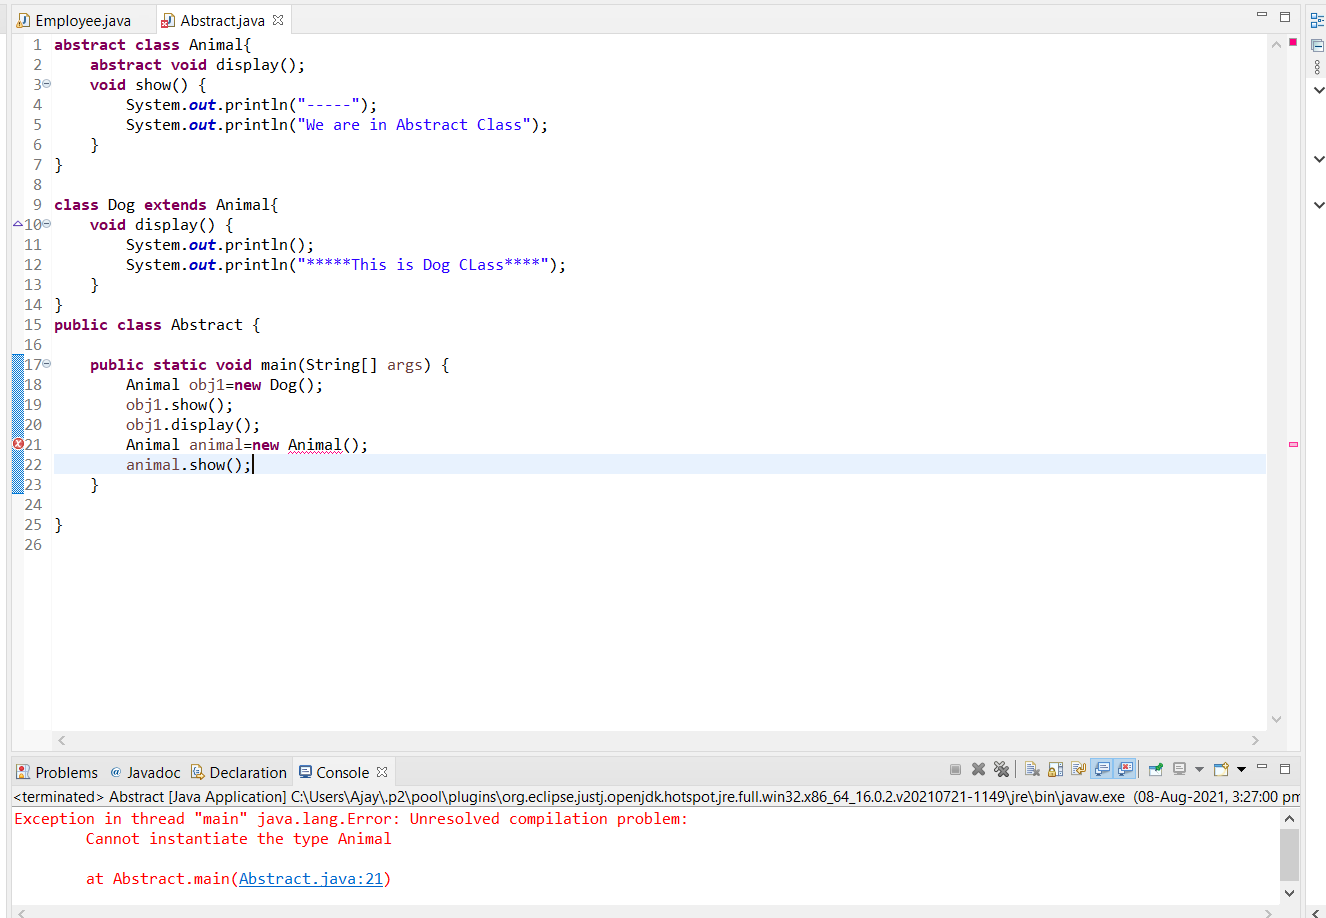 Employee.java Abstract.java
1 abstract class Animal{
2 abstract void display();
3 void show() {
4 System.out.println("-----");
5 System.out.println("We are in Abstract Class");
6 }
7 }
8
9 class Dog extends Animal{
10 void display() {
11 System.out.println();
12 System.out.println("*****This is Dog CLass****");
13 }
14 }
15 public class Abstract {
16
17 public static void main(String[] args) {
18 Animal obj1=new Dog();
19 obj1.show();
20 obj1.display();
21 Animal animal=new Animal();
22 animal.show();
23 }
24
25 }
26
Problems @ Javadoc Declaration Console
<terminated> Abstract [Java Application] C:\Users\Ajay\.p2\pool\plugins\org.eclipse.justj.openjdk.hotspot.jre.full.win32.x86_64_16.0.2.v20210721-1149\jre\bin\javaw.exe (08-Aug-2021, 3:27:00 pm
Exception in thread "main" java.lang.Error: Unresolved compilation problem:
Cannot instantiate the type Animal
at Abstract.main(Abstract.java:21)